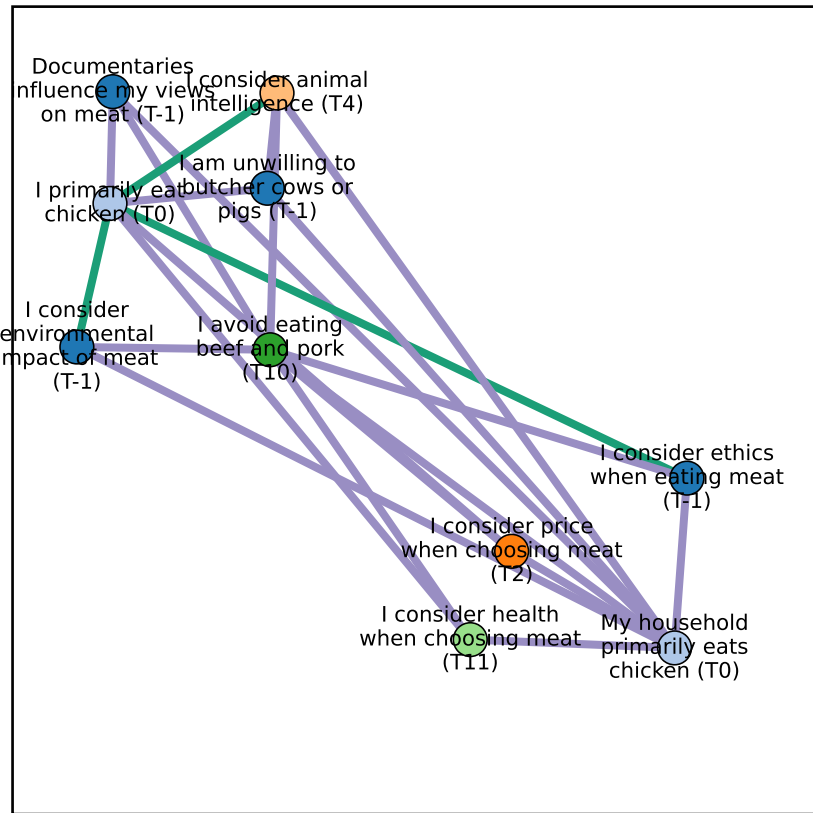 Documentaries
influence my views
on meat (T-1)
I consider animal
intelligence (T4)
I am unwilling to
butcher cows or
pigs (T-1)
I primarily eat
chicken (T0)
I consider
environmental
impact of meat
(T-1)
I avoid eating
beef and pork
(T10)
I consider ethics
when eating meat
(T-1)
I consider price
when choosing meat
(T2)
I consider health
when choosing meat
(T11)
My household
primarily eats
chicken (T0)